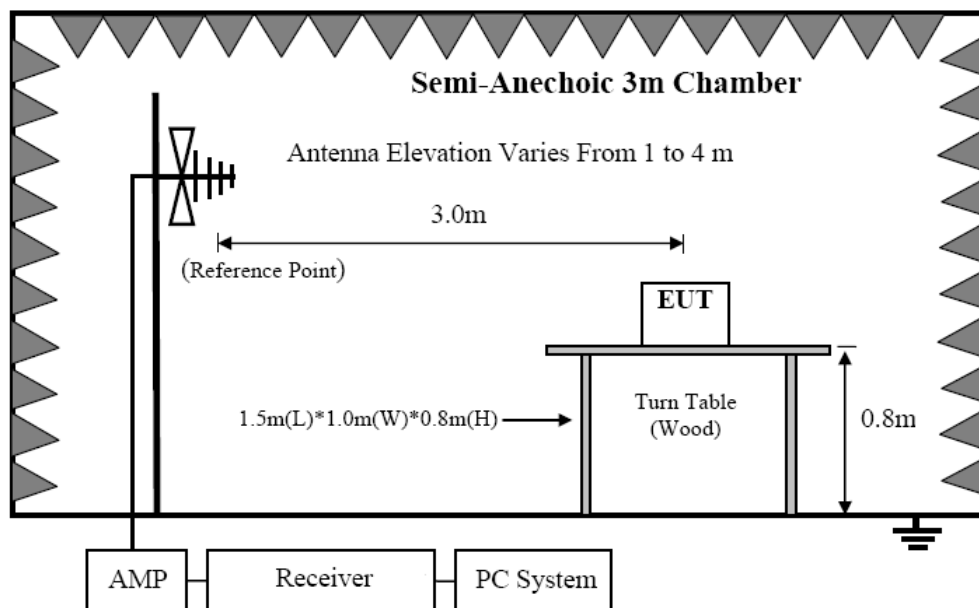 Semi-Anechoic 3m Chamber
Antenna Elevation Varies From 1 to 4 m
3.0m
(Reference Point)
EUT
1.5m(L)*1.0m(W)*0.8m(H)
Turn Table
(Wood)
0.8m
AMP
Receiver
PC System